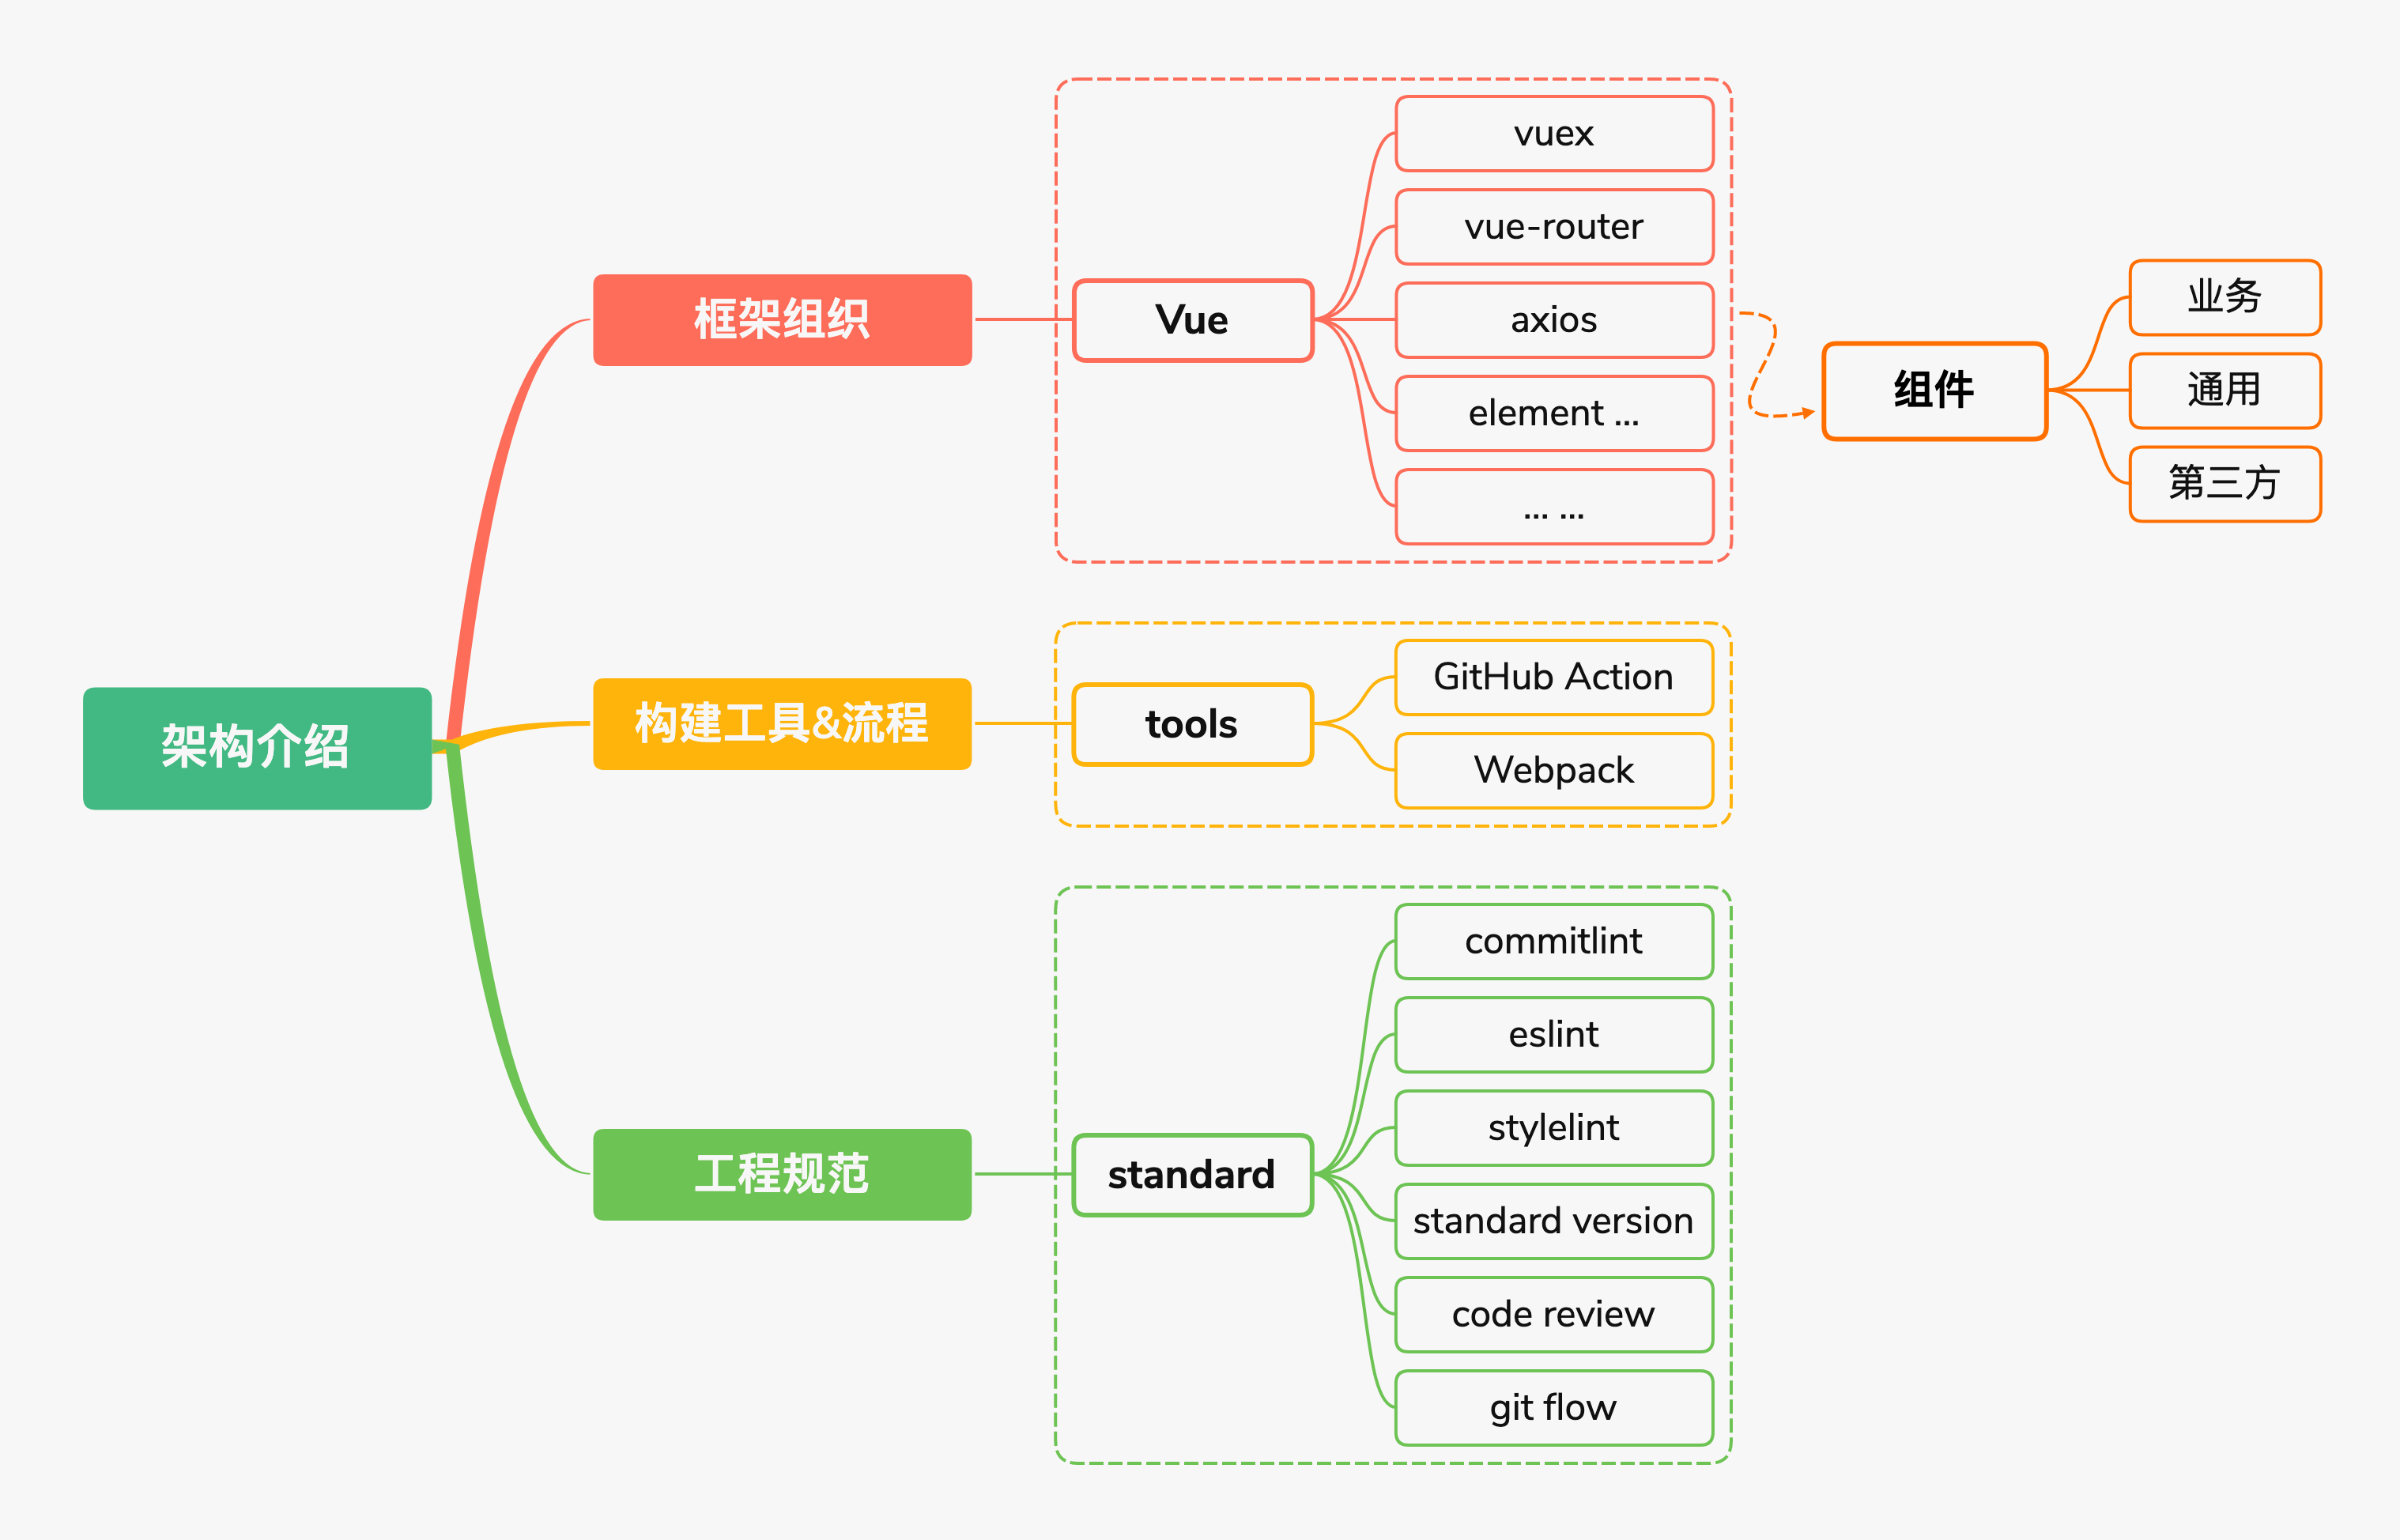 架构介绍
框架组织
Vue
vuex
vue-router
axios
element ...
... ...
组件
业务
通用
第三方
构建工具&流程
tools
GitHub Action
Webpack
工程规范
standard
commitlint
eslint
stylelint
standard version
code review
git flow